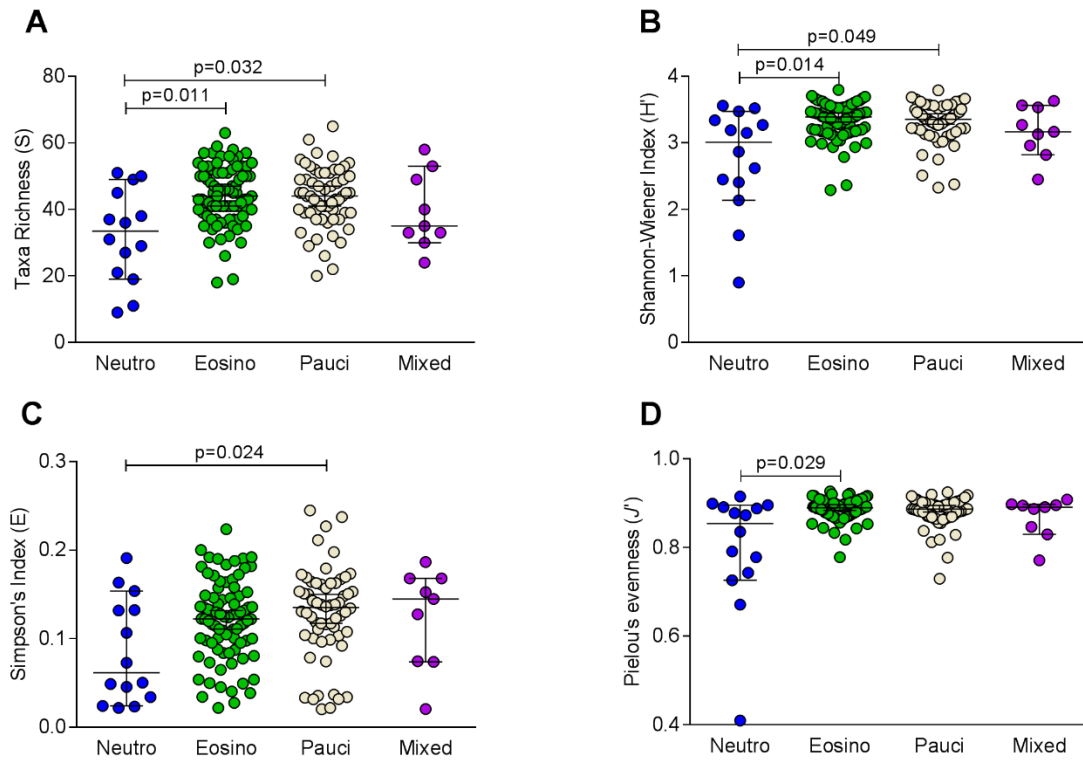 A
p=0.032
p=0.011
Taxa Richness (S)
80
60
40
20
0
Neutro Eosino Pauci Mixed
B
p=0.049
p=0.014
Shannon-Wiener Index (H')
4
3
2
1
0
Neutro Eosino Pauci Mixed
C
p=0.024
Simpson's Index (E)
0.3
0.2
0.1
0.0
Neutro Eosino Pauci Mixed
D
p=0.029
Pielou's evenness (J')
1.0
0.8
0.6
0.4
Neutro Eosino Pauci Mixed